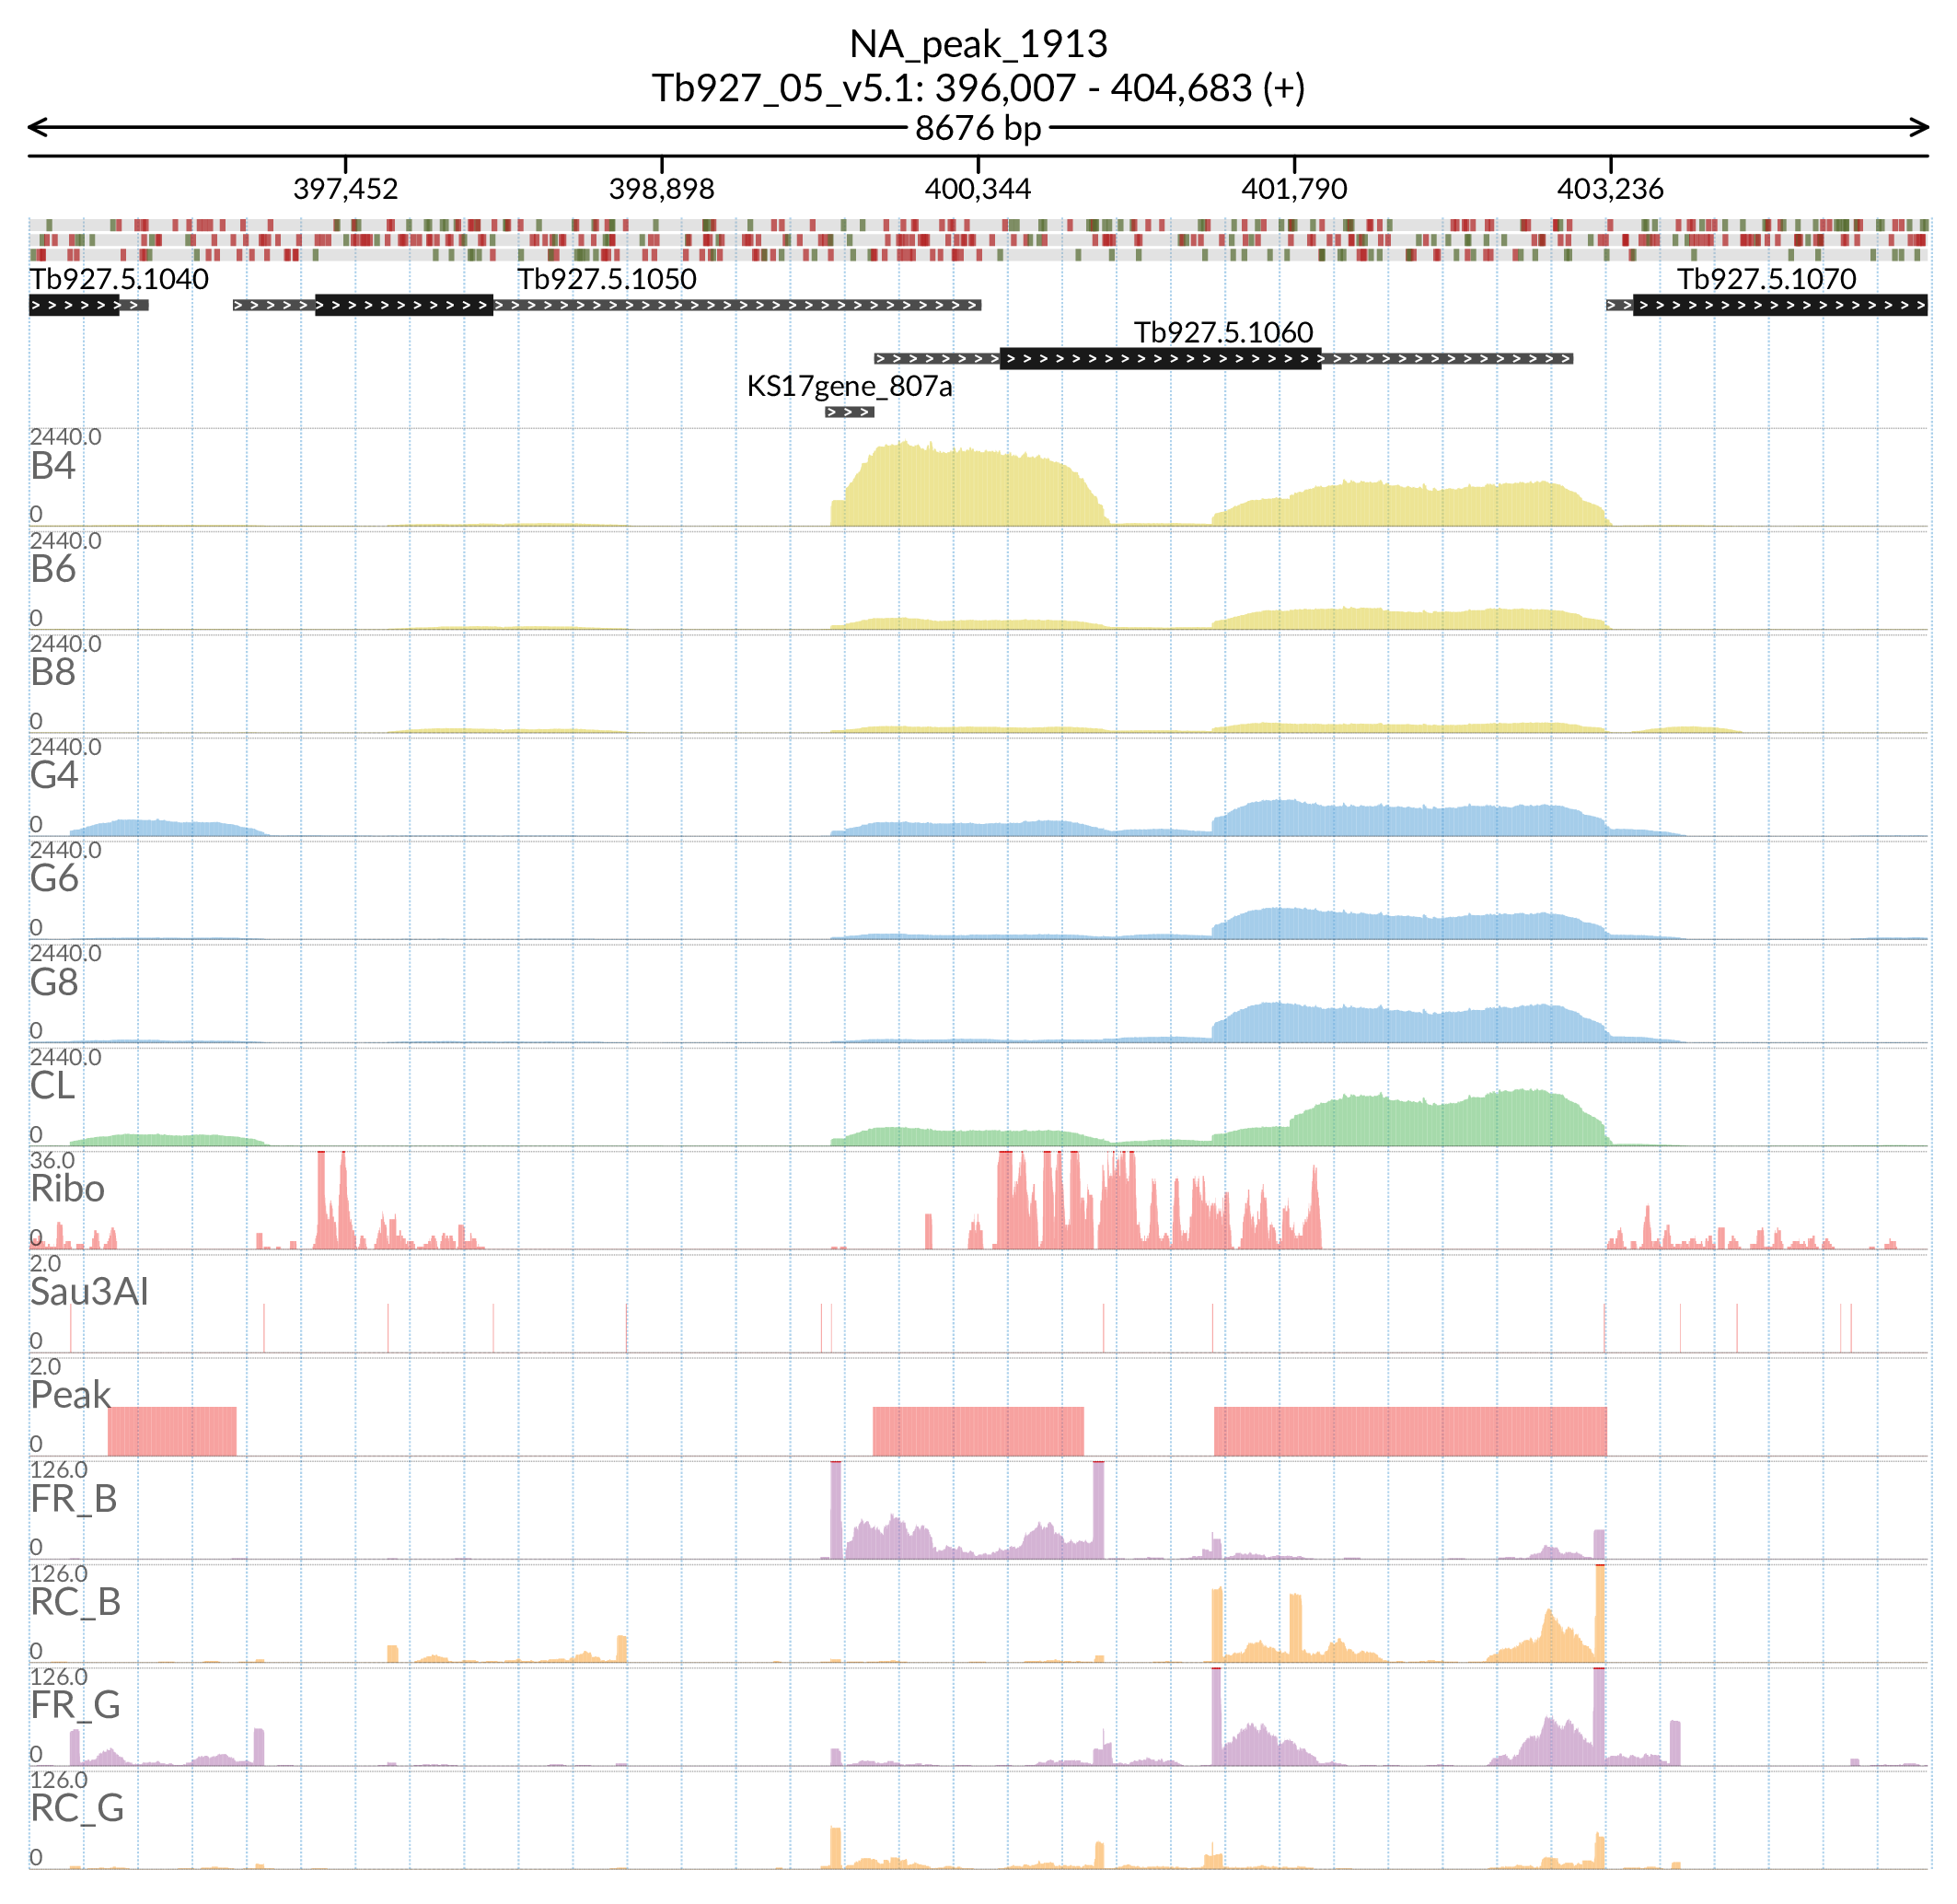 NA_peak_1913
Tb927_05_v5.1: 396,007 - 404,683 (+)
8676 bp
397,452 398,898 400,344 401,790 403,236
Tb927.5.1040 Tb927.5.1050 Tb927.5.1070
Tb927.5.1060
KS17gene_807a
2440.0
B4
0
2440.0
B6
0
2440.0
B8
0
2440.0
G4
0
2440.0
G6
0
2440.0
G8
0
2440.0
CL
0
36.0
Ribo
0
2.0
Sau3AI
0
2.0
Peak
0
126.0
FR_B
0
126.0
RC_B
0
126.0
FR_G
0
126.0
RC_G
0